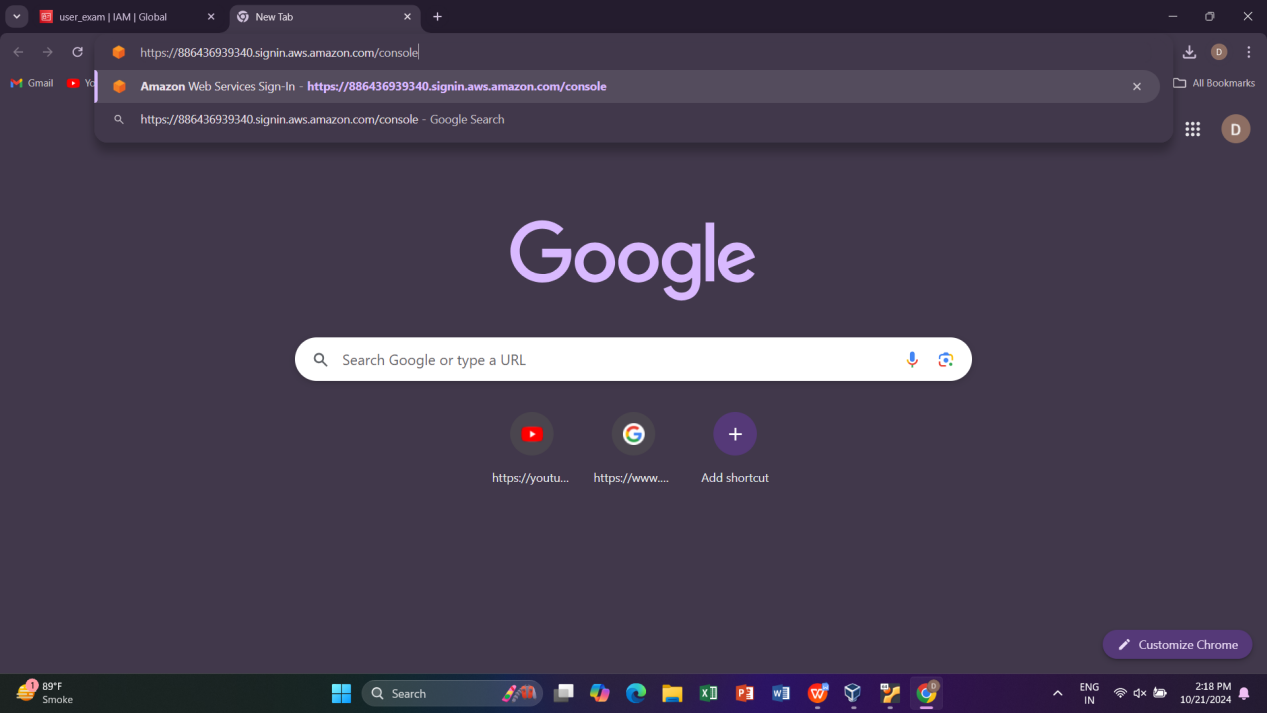 user_exam | IAM | Global
New Tab
https://886436939340.signin.aws.amazon.com/console
D
Gmail
Yo
Amazon Web Services Sign-In - https://886436939340.signin.aws.amazon.com/console
All Bookmarks
https://886436939340.signin.aws.amazon.com/console - Google Search
D
Google
Search Google or type a URL
https://youtu...
https://www....
Add shortcut
Customize Chrome
1
89°F
Smoke
Search
ENG
IN
2:18 PM
10/21/2024